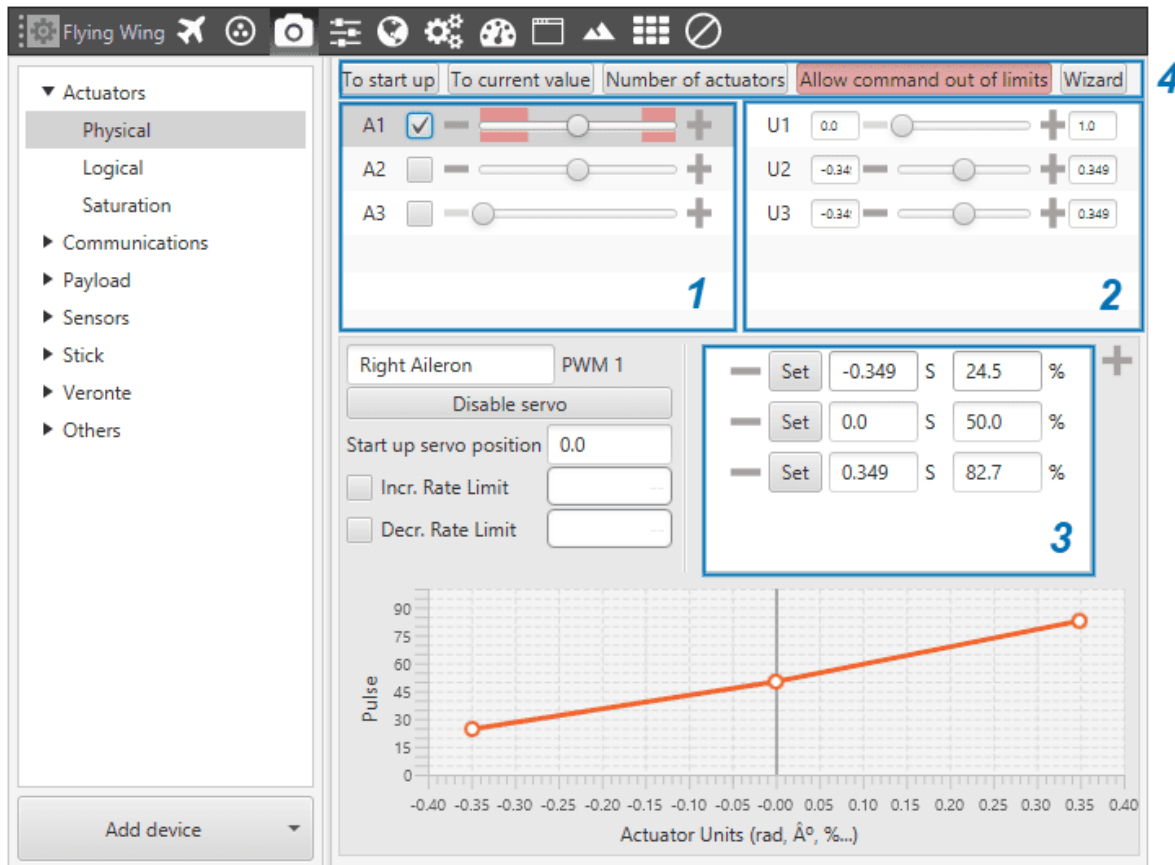 Flying Wing
To start up To current value Number of actuators Allow command out of limits Wizard 4
Actuators
Physical
Logical
Saturation
Communications
Payload
Sensors
Stick
Veronte
Others
Add device
A1
A2
A3
1
U1 0.0 1.0
U2 -0.34 0.349
U3 -0.34 0.349
2
Right Aileron PWM 1
Disable servo
Start up servo position 0.0
Incr. Rate Limit --
Decr. Rate Limit --
Set -0.349 S 24.5 %
Set 0.0 S 50.0 %
Set 0.349 S 82.7 %
3
Pulse
90
75
60
45
30
15
0
-0.40 -0.35 -0.30 -0.25 -0.20 -0.15 -0.10 -0.05 -0.00 0.05 0.10 0.15 0.20 0.25 0.30 0.35 0.40
Actuator Units (rad, Âº, %...)